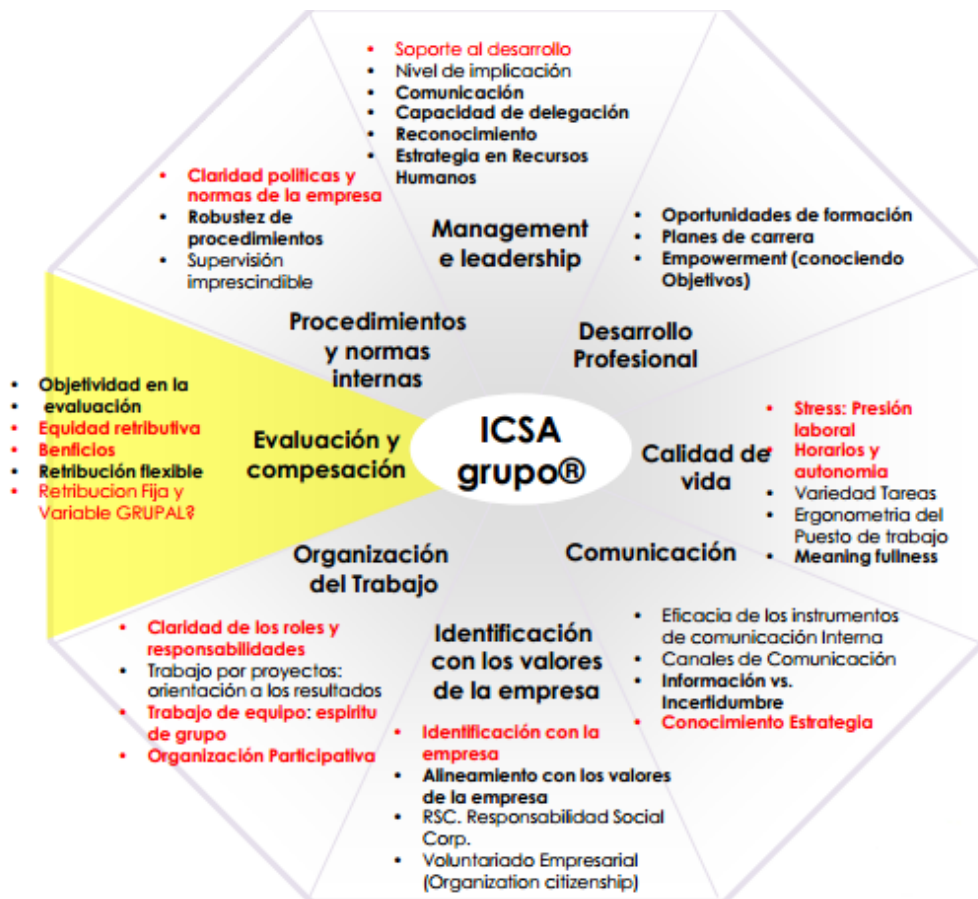 • Soporte al desarrollo
• Nivel de implicación
• Comunicación
• Capacidad de delegación
• Reconocimiento
• Estrategia en Recursos
Humanos
Management
e leadership
• Oportunidades de formación
• Planes de carrera
• Empowerment (conociendo
Objetivos)
Desarrollo
Profesional
• Stress: Presión
laboral
• Horarios y
autonomia
• Variedad Tareas
• Ergonometria del
Puesto de trabajo
• Meaning fullness
Calidad de
vida
Comunicación
• Eficacia de los instrumentos
de comunicación Interna
• Canales de Comunicación
• Información vs.
Incertidumbre
• Conocimiento Estrategia
Identificación
con los valores
de la empresa
• Identificación con la
empresa
• Alineamiento con los valores
de la empresa
• RSC. Responsabilidad Social
Corp.
• Voluntariado Empresarial
(Organization citizenship)
Organización
del Trabajo
• Claridad de los roles y
responsabilidades
• Trabajo por proyectos:
orientación a los resultados
• Trabajo de equipo: espiritu
de grupo
• Organización Participativa
Evaluación y
compesación
• Objetividad en la
• evaluación
• Equidad retributiva
• Benficios
• Retribución flexible
• Retribucion Fija y
Variable GRUPAL?
• Claridad politicas y
normas de la empresa
• Robustez de
procedimientos
• Supervisión
imprescindible
Procedimientos
y normas
internas
ICSA
grupo®